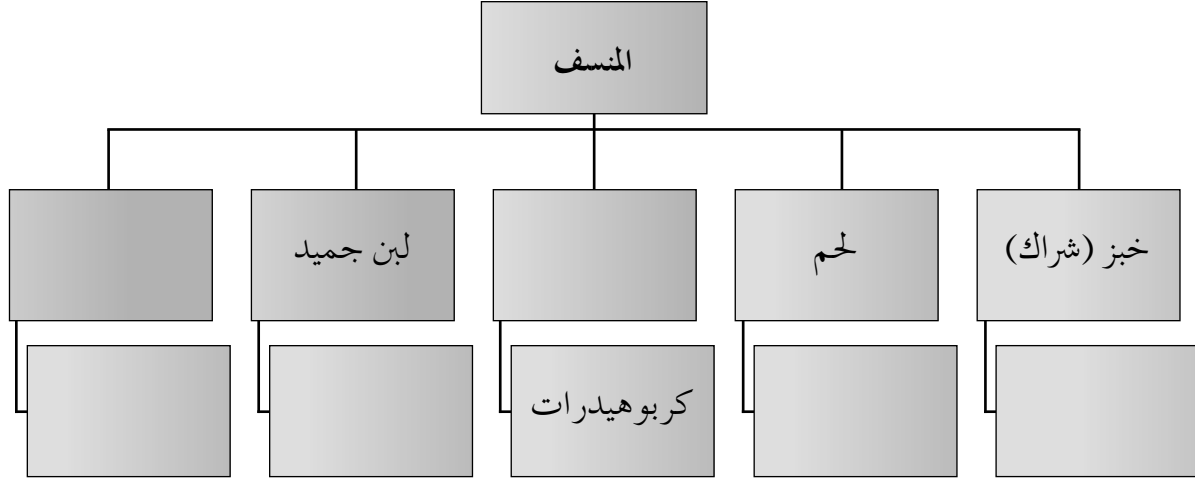 المنسف
خبز (شراك)
لحم
لبن جميد
كربوهيدرات